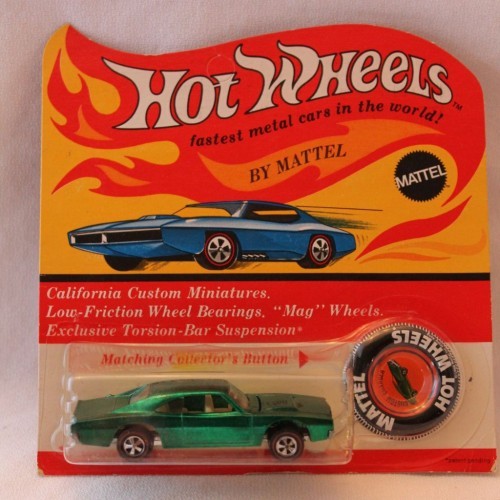 HOT WHEELS TM
fastest metal cars in the world!
BY MATTEL
MATTEL
California Custom Miniatures.
Low-Friction Wheel Bearings. "Mag" Wheels.
Exclusive Torsion-Bar Suspension®
Matching Collector's Button
HOT WHEELS
MATTEL